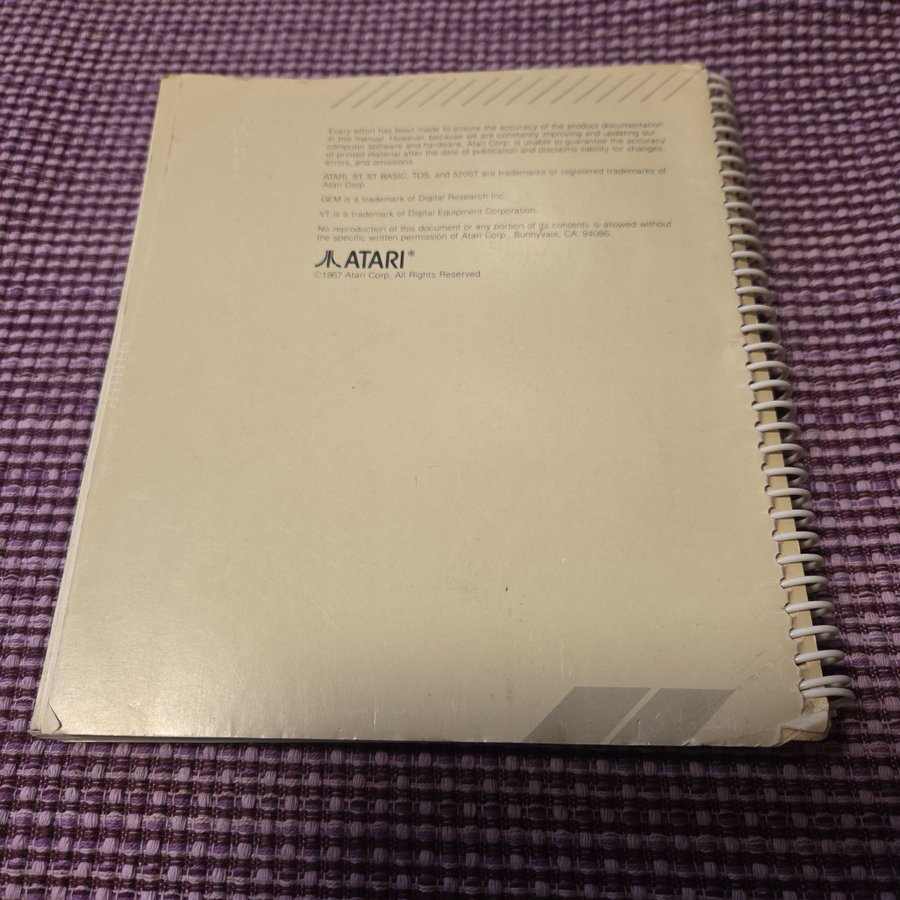 Every effort has been made to ensure the accuracy of the product documentation
in this manual. However, because we are constantly improving and updating our
computer software and hardware, Atari Corp. is unable to guarantee the accuracy
of printed material after the date of publication and disclaims liability for changes,
errors, and omissions.
ATARI, ST, ST BASIC, TOS, and 520ST are trademarks or registered trademarks of
Atari Corp.
GEM is a trademark of Digital Research Inc.
VT is a trademark of Digital Equipment Corporation.
No reproduction of this document or any portion of its contents is allowed without
the specific written permission of Atari Corp., Sunnyvale, CA 94086.
ATARI®
©1987 Atari Corp. All Rights Reserved.